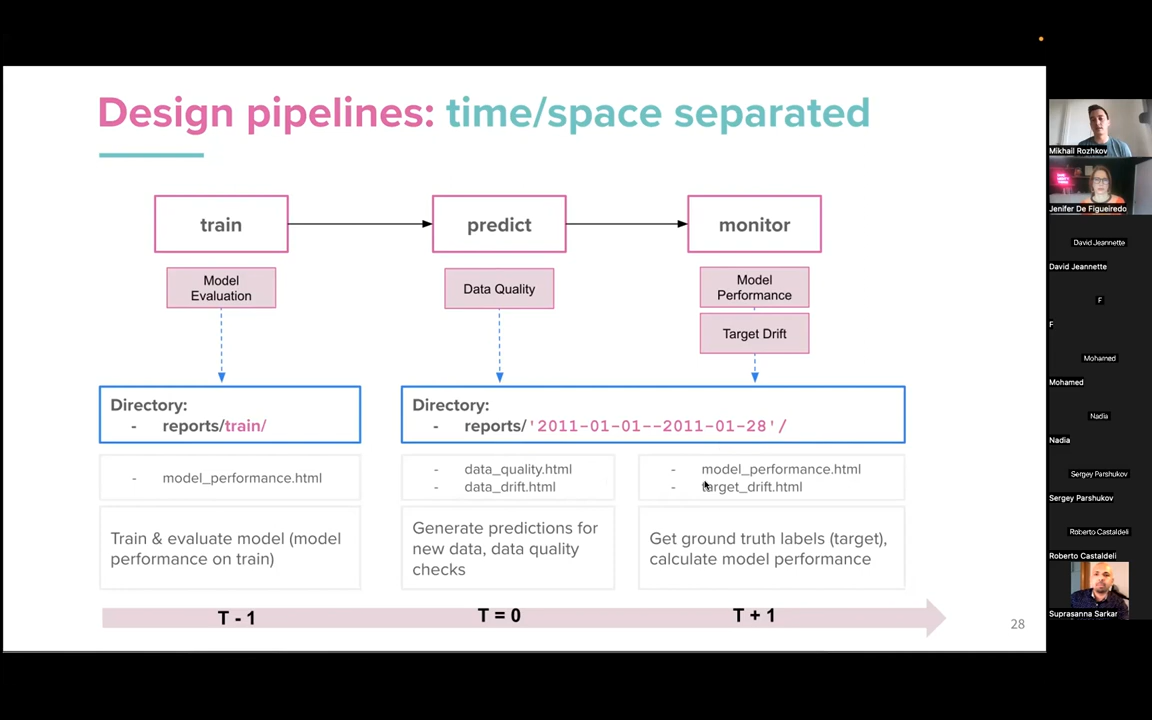 Design pipelines: time/space separated
train
predict
monitor
Model
Evaluation
Data Quality
Model
Performance
Target Drift
Directory:
- reports/train/
Directory:
- reports/'2011-01-01--2011-01-28'/
- model_performance.html
- data_quality.html
- data_drift.html
- model_performance.html
- target_drift.html
Train & evaluate model (model
performance on train)
Generate predictions for
new data, data quality
checks
Get ground truth labels (target),
calculate model performance
T - 1
T = 0
T + 1
28
Mikhail Rozhkov
Jenifer De Figueiredo
David Jeannette
David Jeannette
F
F
Mohamed
Mohamed
Nadia
Nadia
Sergey Parshukov
Sergey Parshukov
Roberto Castaldeli
Roberto Castaldeli
Suprasanna Sarkar